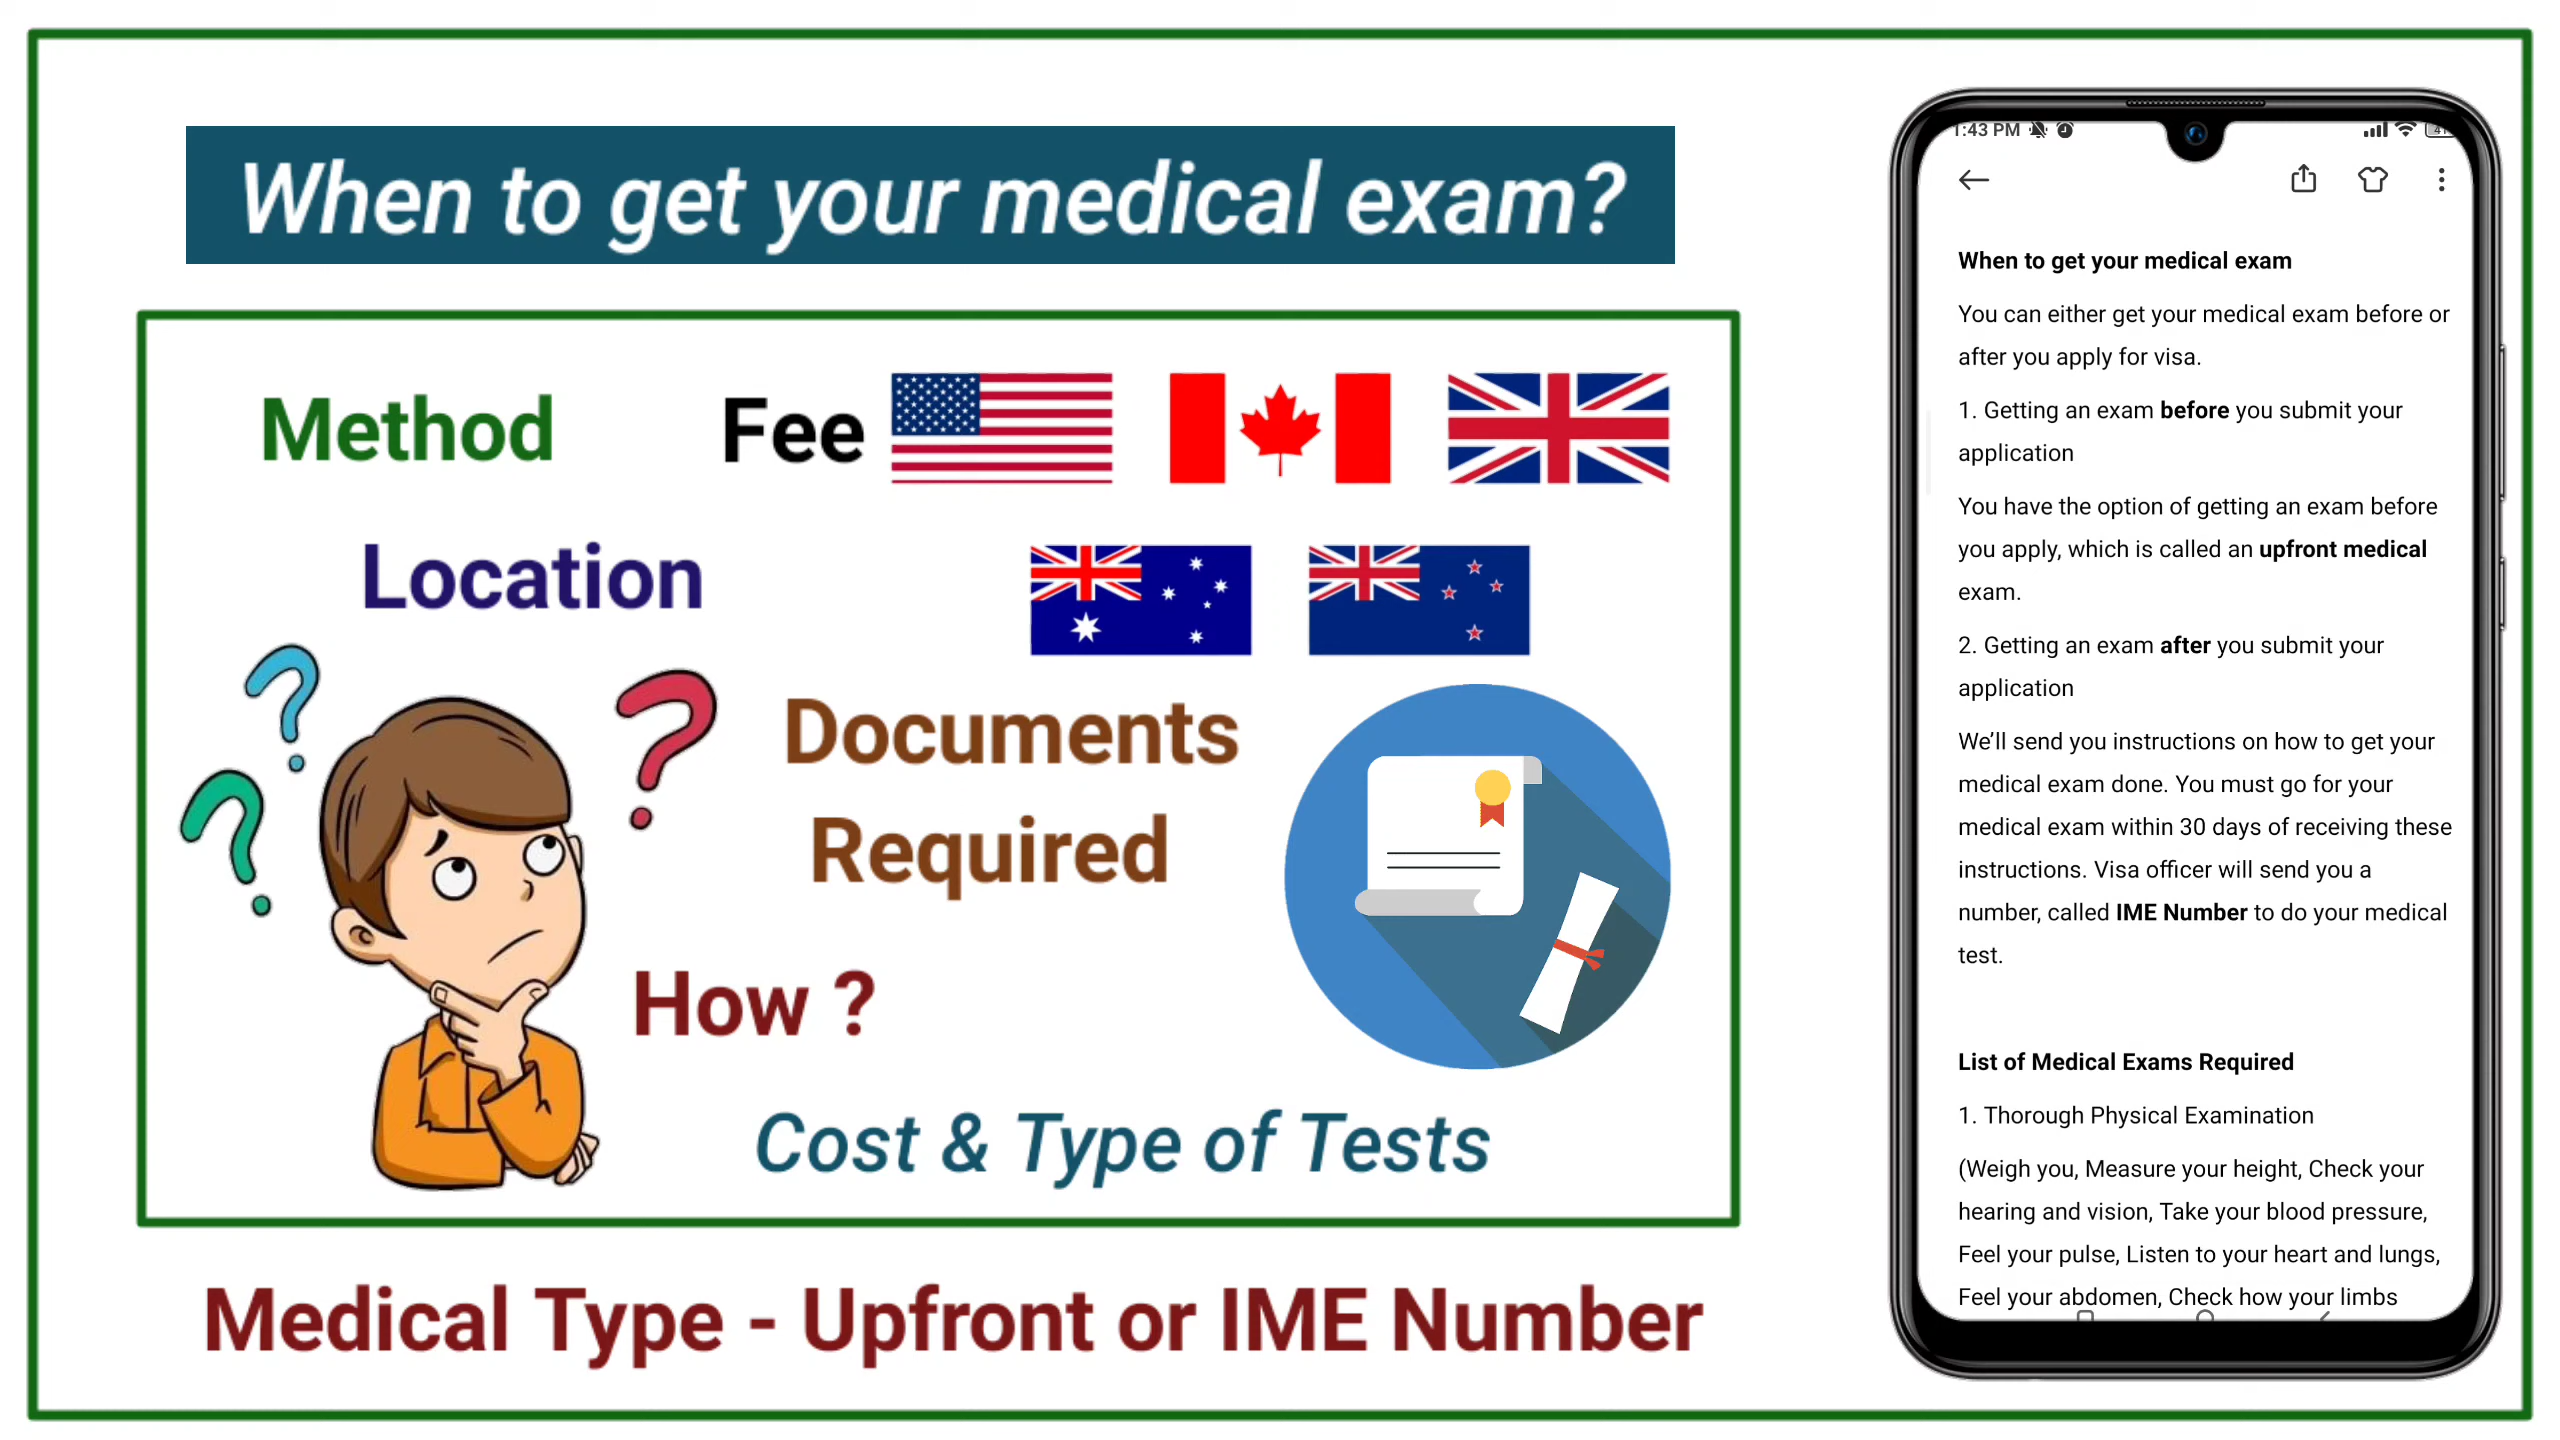 When to get your medical exam?
Method
Fee
Location
Documents
Required
How ?
Cost & Type of Tests
Medical Type - Upfront or IME Number
1:43 PM
When to get your medical exam
You can either get your medical exam before or
after you apply for visa.
1. Getting an exam before you submit your
application
You have the option of getting an exam before
you apply, which is called an upfront medical
exam.
2. Getting an exam after you submit your
application
We’ll send you instructions on how to get your
medical exam done. You must go for your
medical exam within 30 days of receiving these
instructions. Visa officer will send you a
number, called IME Number to do your medical
test.
List of Medical Exams Required
1. Thorough Physical Examination
(Weigh you, Measure your height, Check your
hearing and vision, Take your blood pressure,
Feel your pulse, Listen to your heart and lungs,
Feel your abdomen, Check how your limbs